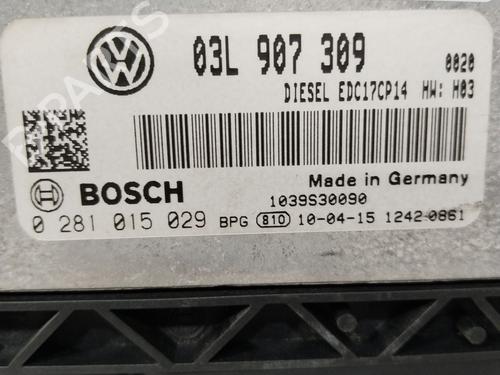 03L 907 309 0020
DIESEL EDC17CP14 HW: H03
BOSCH
Made in Germany
1039S30090
0 281 015 029 BPG 810 10-04-15 1242-0861